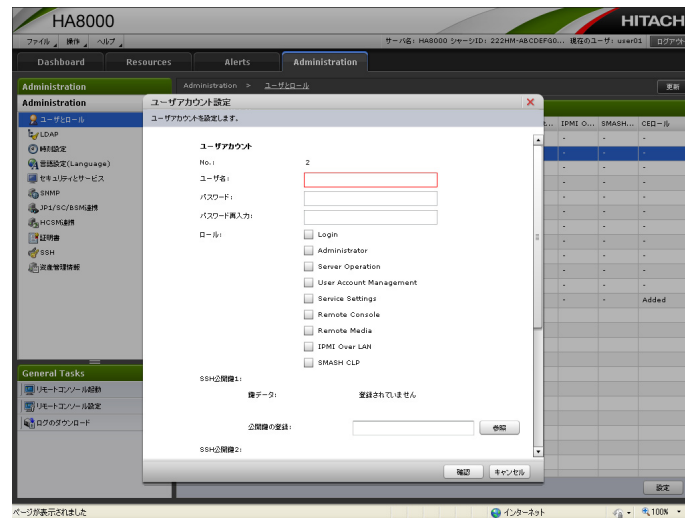 HA8000
HITACH
ファイル 操作 ヘルプ
サーバ名: HA8000 シャーシID: 222HM-ABCDEFG0... 現在のユーザ: user01 ログアウト
Dashboard Resources Alerts Administration
Administration
Administration > ユーザとロール
更新
Administration
ユーザとロール
LDAP
時刻設定
言語設定(Language)
セキュリティとサービス
SNMP
JP1/SC/BSM連携
HCSM連携
証明書
SSH
資産管理情報
ユーザアカウント設定
ユーザアカウントを設定します。
ユーザアカウント
No.: 2
ユーザ名:
パスワード:
パスワード再入力:
ロール: Login
Administrator
Server Operation
User Account Management
Service Settings
Remote Console
Remote Media
IPMI Over LAN
SMASH CLP
SSH公開鍵1:
鍵データ: 登録されていません
公開鍵の登録: 参照
SSH公開鍵2:
確認 キャンセル
IPMI O... SMASH... CEロール
- - -
- - -
- - -
- - -
- - -
- - -
- - -
- - -
- - -
- - -
- - -
- - Added
General Tasks
リモートコンソール起動
リモートコンソール設定
ログのダウンロード
設定
ページが表示されました
インターネット
100%